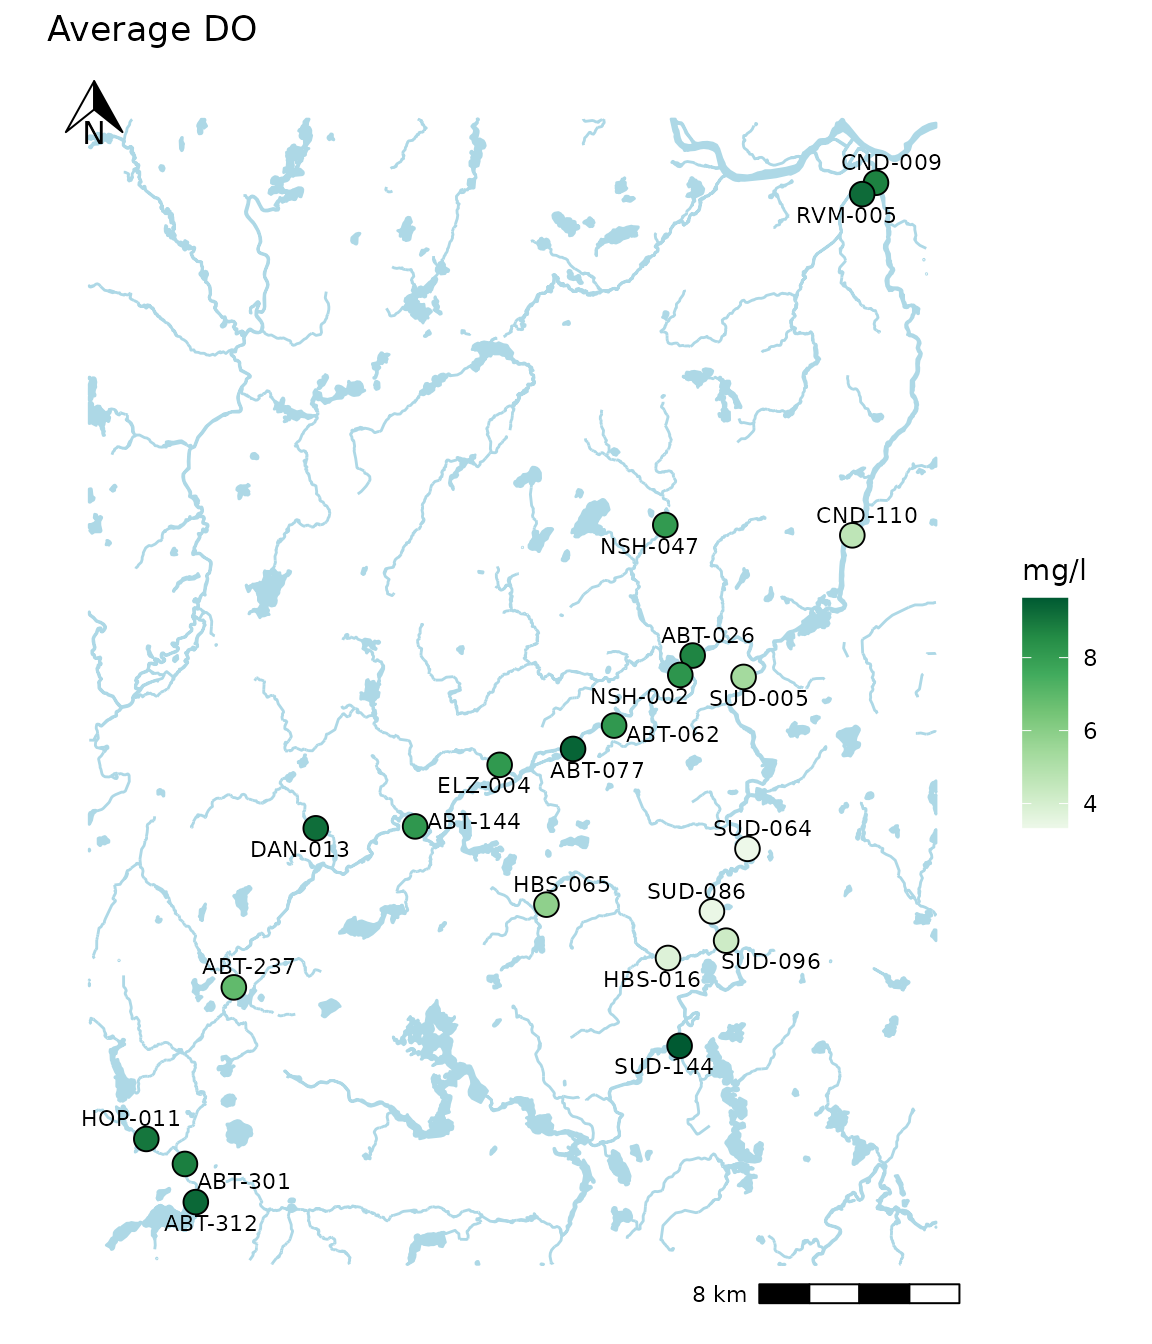 Average DO
N
CND-009
RVM-005
CND-110
NSH-047
mg/l
ABT-026
8
NSH-002
SUD-005
6
ABT-062
ABT-077
ELZ-004
4
ABT-144
SUD-064
DAN-013
HBS-065
SUD-086
ABT-237
SUD-096
HBS-016
SUD-144
HOP-011
ABT-301
ABT-312
8 km